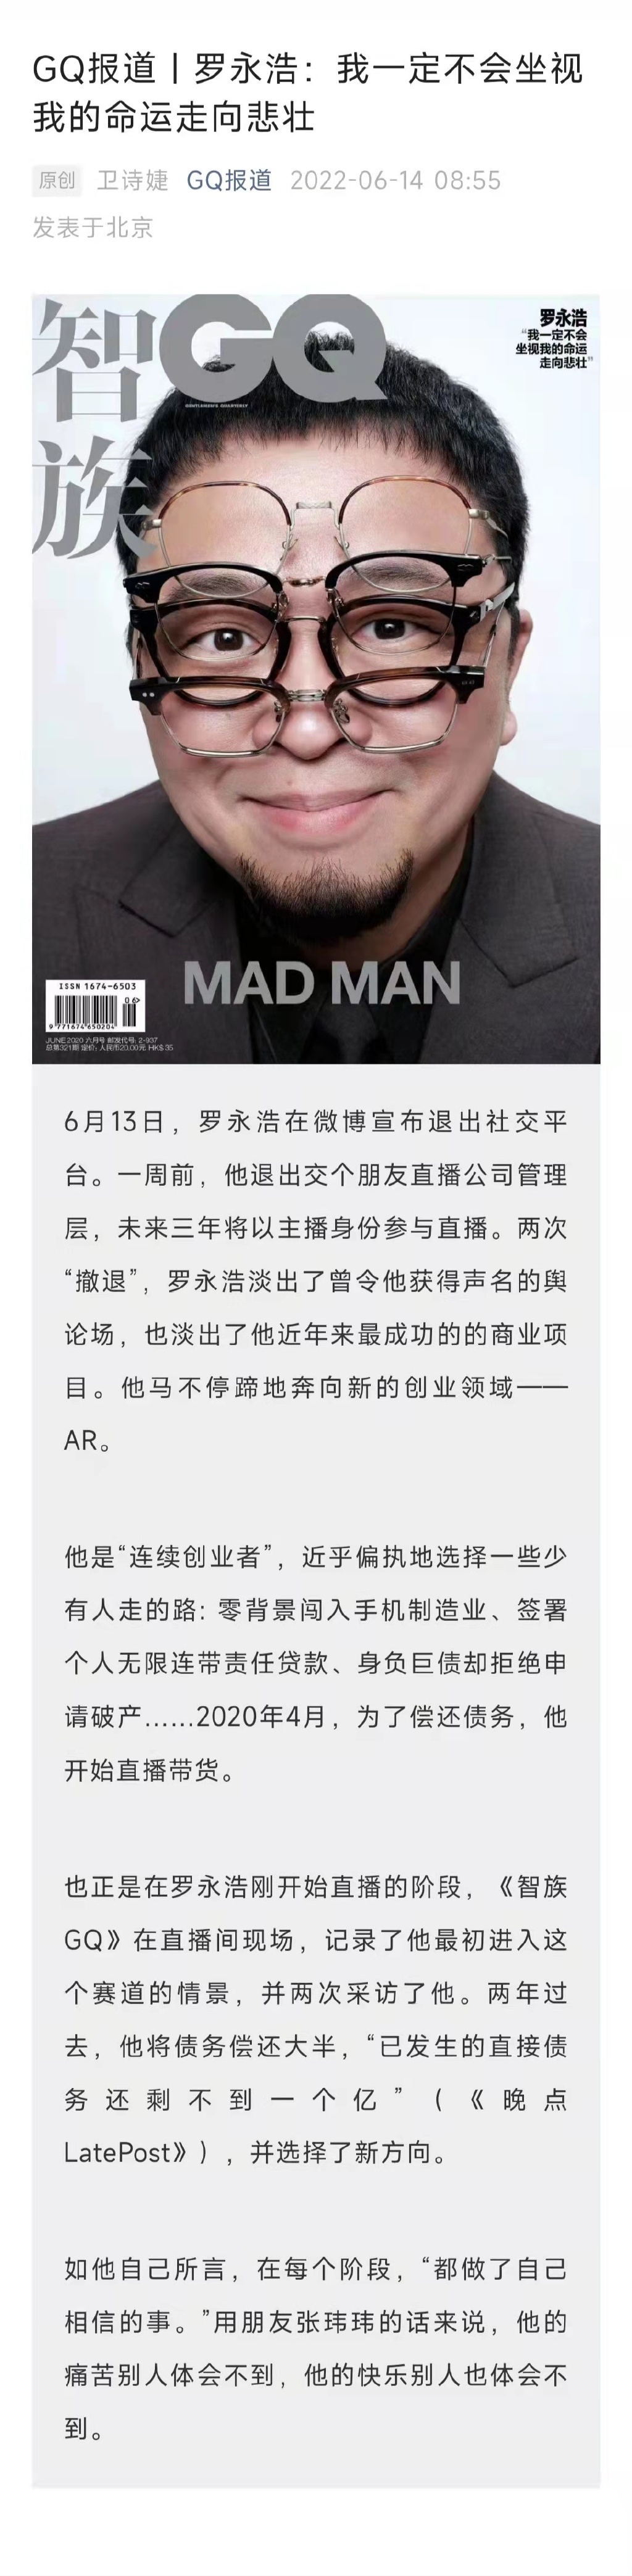 GQ报道丨罗永浩：我一定不会坐视
我的命运走向悲壮
原创 卫诗婕 GQ报道 2022-06-14 08:55
发表于北京
智族
GQ
GENTLEMEN'S QUARTERLY
罗永浩
“我一定不会
坐视我的命运
走向悲壮”
MAD MAN
ISSN 1674-6503
06>
9 771674 650204
JUNE 2020 六月号 邮发代号: 2-937
总第321期 定价: 人民币20.00元 HK$ 35
6月13日，罗永浩在微博宣布退出社交平
台。一周前，他退出交个朋友直播公司管理
层，未来三年将以主播身份参与直播。两次
“撤退”，罗永浩淡出了曾令他获得声名的舆
论场，也淡出了他近年来最成功的的商业项
目。他马不停蹄地奔向新的创业领域——
AR。
他是“连续创业者”，近乎偏执地选择一些少
有人走的路: 零背景闯入手机制造业、签署
个人无限连带责任贷款、身负巨债却拒绝申
请破产……2020年4月，为了偿还债务，他
开始直播带货。
也正是在罗永浩刚开始直播的阶段，《智族
GQ》在直播间现场，记录了他最初进入这
个赛道的情景，并两次采访了他。两年过
去，他将债务偿还大半，“已发生的直接债
务还剩不到一个亿”（《晚点
LatePost》），并选择了新方向。
如他自己所言，在每个阶段，“都做了自己
相信的事。”用朋友张玮玮的话来说，他的
痛苦别人体会不到，他的快乐别人也体会不
到。